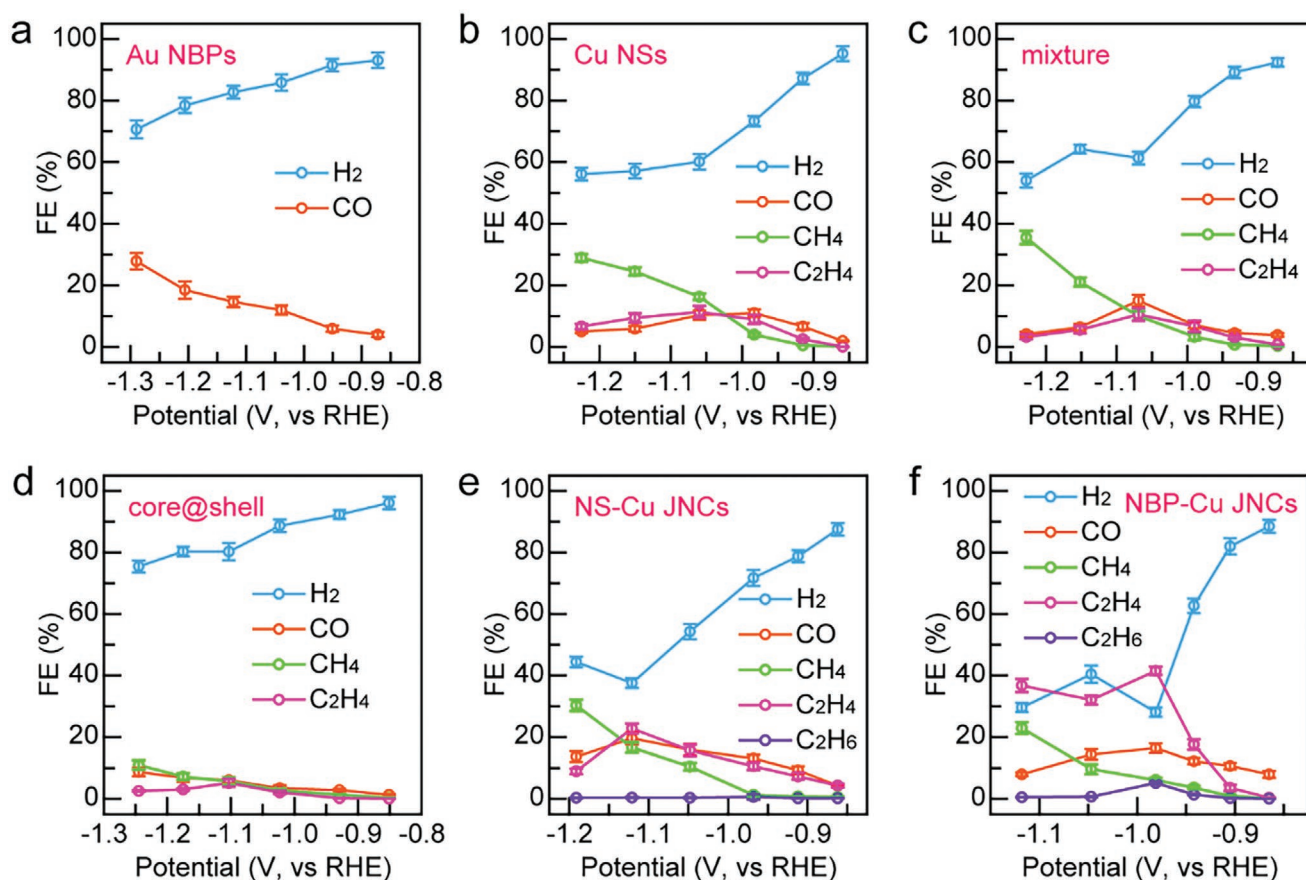 a
Au NBPs
FE (%)
100
80
60
40
20
0
H2
CO
-1.3
-1.2
-1.1
-1.0
-0.9
-0.8
Potential (V, vs RHE)
b
Cu NSs
FE (%)
100
80
60
40
20
0
H2
CO
CH4
C2H4
-1.2
-1.1
-1.0
-0.9
Potential (V, vs RHE)
c
mixture
FE (%)
100
80
60
40
20
0
H2
CO
CH4
C2H4
-1.2
-1.1
-1.0
-0.9
Potential (V, vs RHE)
d
core@shell
FE (%)
100
80
60
40
20
0
H2
CO
CH4
C2H4
-1.3
-1.2
-1.1
-1.0
-0.9
-0.8
Potential (V, vs RHE)
e
NS-Cu JNCs
FE (%)
100
80
60
40
20
0
H2
CO
CH4
C2H4
C2H6
-1.2
-1.1
-1.0
-0.9
Potential (V, vs RHE)
f
NBP-Cu JNCs
FE (%)
100
80
60
40
20
0
H2
CO
CH4
C2H4
C2H6
-1.1
-1.0
-0.9
Potential (V, vs RHE)